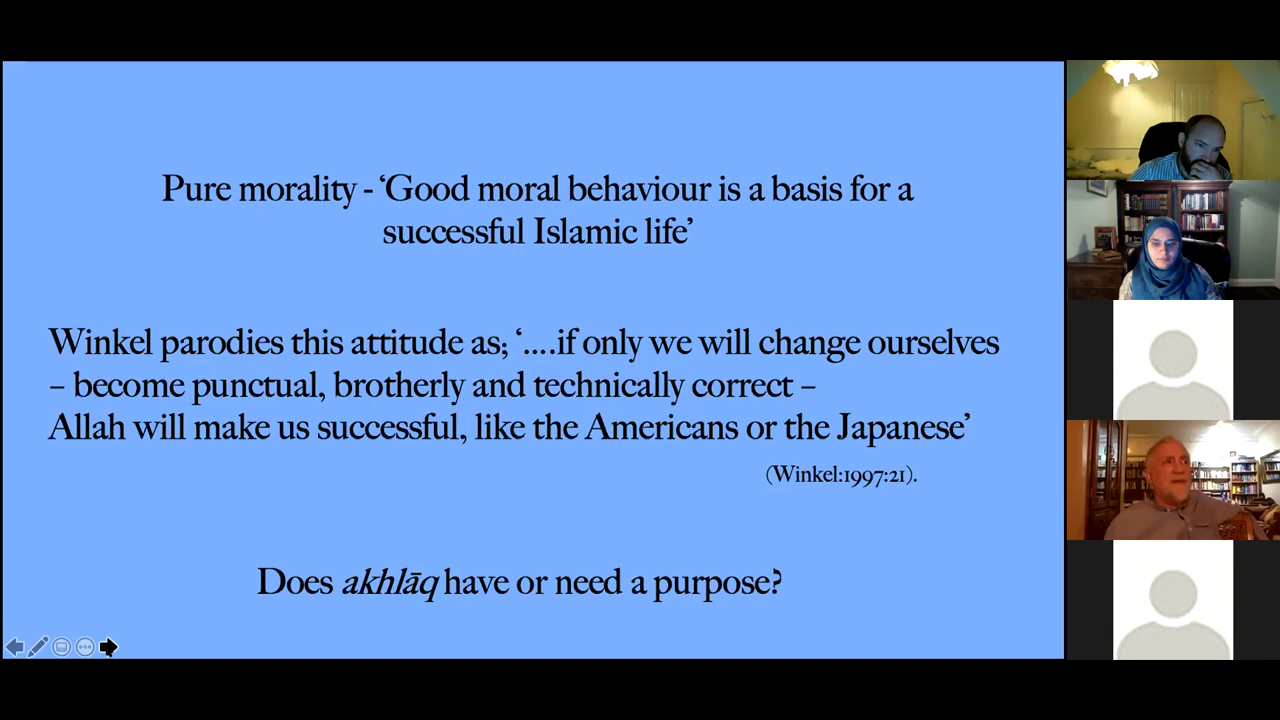 Pure morality - ‘Good moral behaviour is a basis for a
successful Islamic life’
Winkel parodies this attitude as; ‘….if only we will change ourselves
– become punctual, brotherly and technically correct –
Allah will make us successful, like the Americans or the Japanese’
(Winkel:1997:21).
Does akhlāq have or need a purpose?